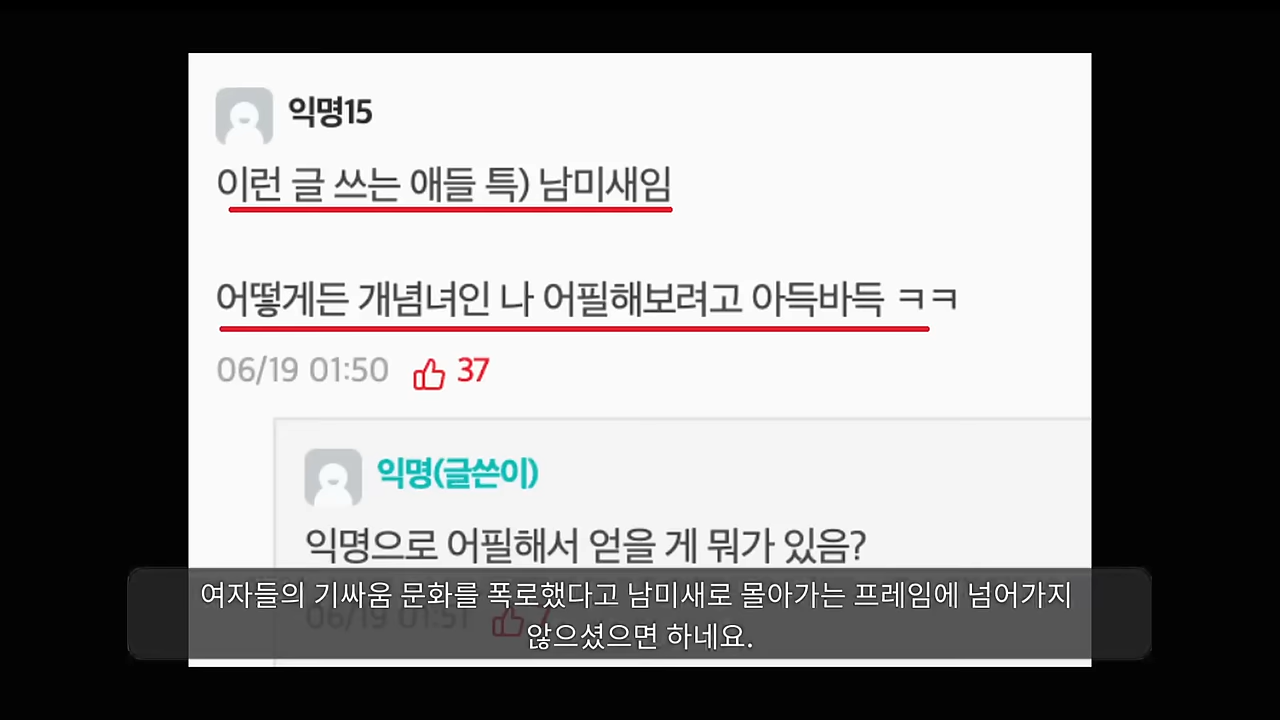 익명15
이런 글 쓰는 애들 특) 남미새임
어떻게든 개념녀인 나 어필해보려고 아득바득 ㅋㅋ
06/19 01:50 37
익명(글쓴이)
익명으로 어필해서 얻을 게 뭐가 있음?
06/19 01:51 7
여자들의 기싸움 문화를 폭로했다고 남미새로 몰아가는 프레임에 넘어가지
않으셨으면 하네요.